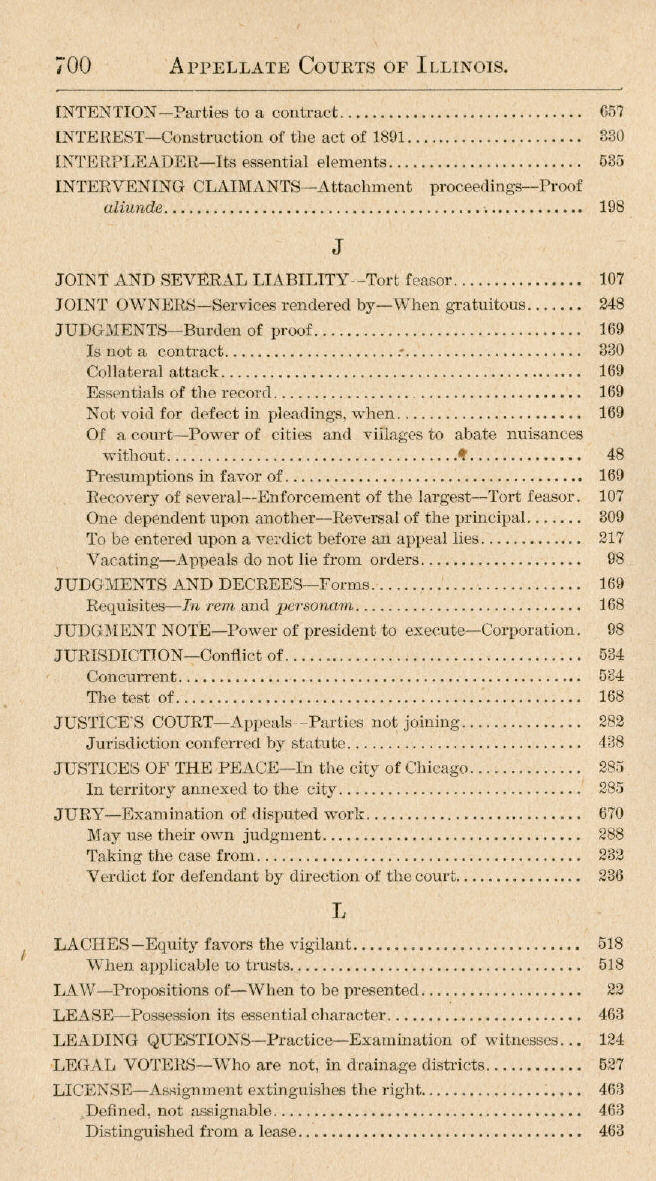 700 APPELLATE COURTS OF ILLINOIS.
INTENTION—Parties to a contract.............................. 657
INTEREST—Construction of the act of 1891...................... 330
INTERPLEADER—Its essential elements........................ 535
INTERVENING CLAIMANTS—Attachment proceedings—Proof
aliunde.................................................... 198
J
JOINT AND SEVERAL LIABILITY—Tort feasor................ 107
JOINT OWNERS—Services rendered by—When gratuitous....... 248
JUDGMENTS—Burden of proof................................. 169
Is not a contract............................................ 330
Collateral attack............................................. 169
Essentials of the record...................................... 169
Not void for defect in pleadings, when....................... 169
Of a court—Power of cities and villages to abate nuisances
without.................................................... 48
Presumptions in favor of..................................... 169
Recovery of several—Enforcement of the largest—Tort feasor. 107
One dependent upon another—Reversal of the principal....... 309
To be entered upon a verdict before an appeal lies............. 217
Vacating—Appeals do not lie from orders.................... 98
JUDGMENTS AND DECREES—Forms.......................... 169
Requisites—In rem and personam............................ 168
JUDGMENT NOTE—Power of president to execute—Corporation. 98
JURISDICTION—Conflict of..................................... 534
Concurrent.................................................. 534
The test of................................................... 168
JUSTICE'S COURT—Appeals—Parties not joining............... 282
Jurisdiction conferred by statute............................. 438
JUSTICES OF THE PEACE—In the city of Chicago.............. 285
In territory annexed to the city.............................. 285
JURY—Examination of disputed work........................... 670
May use their own judgment................................ 288
Taking the case from........................................ 232
Verdict for defendant by direction of the court................ 236
L
LACHES—Equity favors the vigilant............................ 518
When applicable to trusts.................................... 518
LAW—Propositions of—When to be presented.................... 22
LEASE—Possession its essential character........................ 463
LEADING QUESTIONS—Practice—Examination of witnesses... 124
LEGAL VOTERS—Who are not, in drainage districts............ 527
LICENSE—Assignment extinguishes the right.................... 463
Defined, not assignable...................................... 463
Distinguished from a lease................................... 463